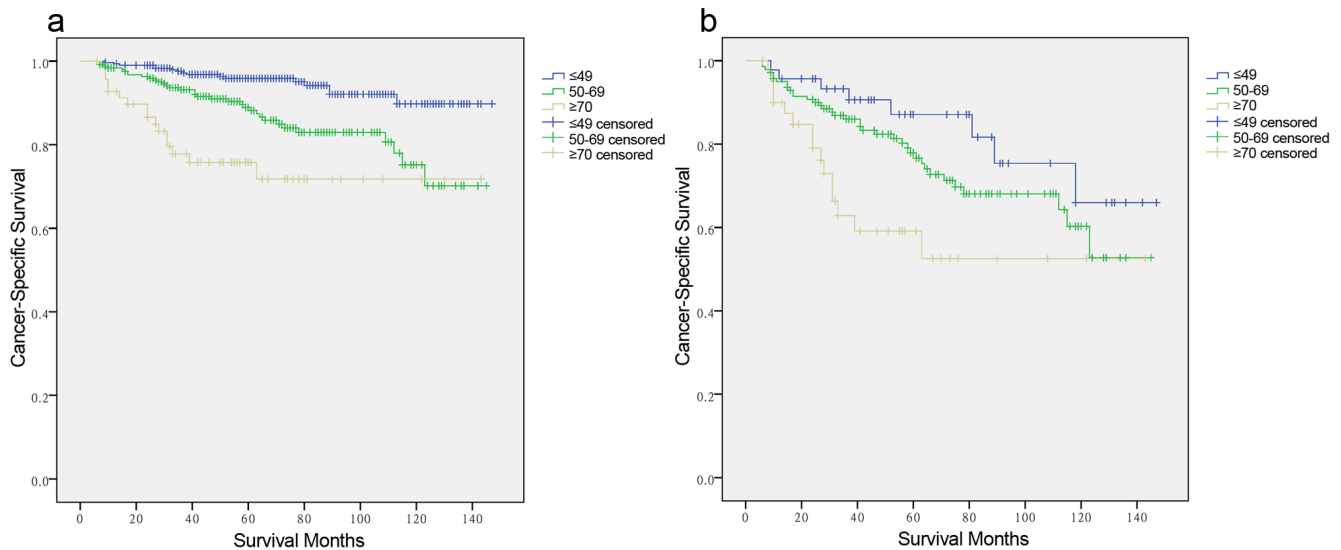 a
Cancer-Specific Survival
1.0
0.8
0.6
0.4
0.2
0.0
0 20 40 60 80 100 120 140
Survival Months
≤49
50-69
≥70
≤49 censored
50-69 censored
≥70 censored
b
Cancer-Specific Survival
1.0
0.8
0.6
0.4
0.2
0.0
0 20 40 60 80 100 120 140
Survival Months
≤49
50-69
≥70
≤49 censored
50-69 censored
≥70 censored